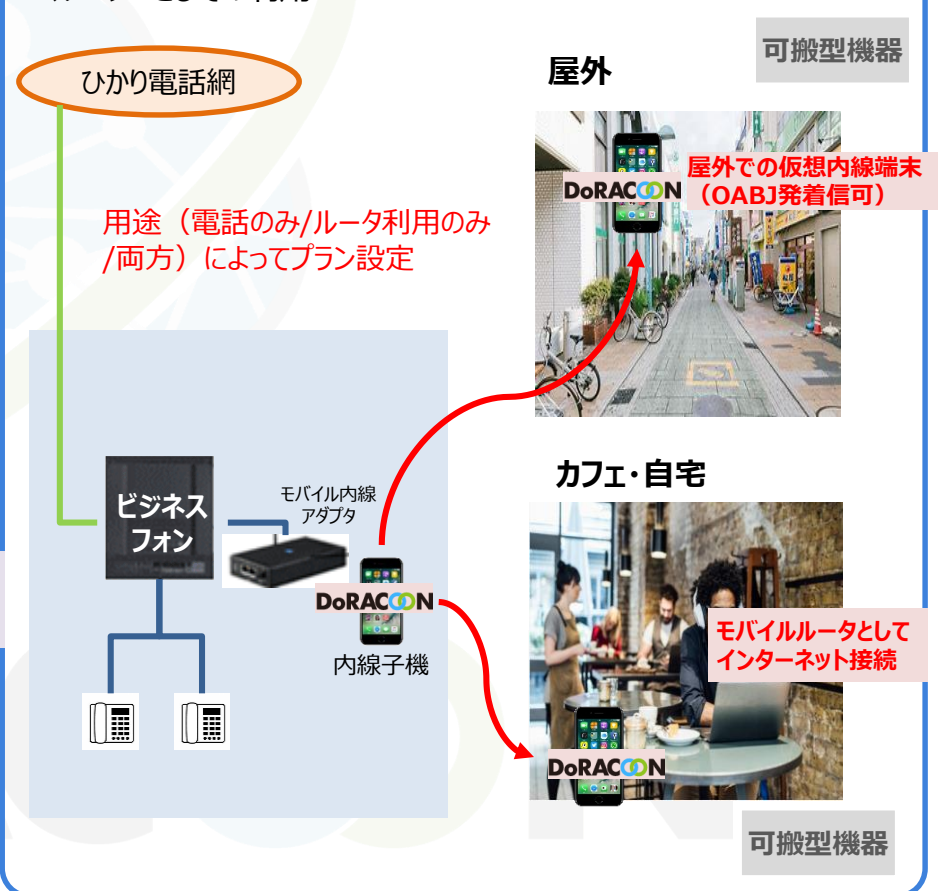 可搬型機器
ひかり電話網
屋外
DoRACOON
屋外での仮想内線端末
（OABJ発着信可）
用途（電話のみ/ルータ利用のみ
/両方）によってプラン設定
カフェ・自宅
ビジネス
フォン
モバイル内線
アダプタ
DoRACOON
内線子機
モバイルルータとして
インターネット接続
DoRACOON
可搬型機器